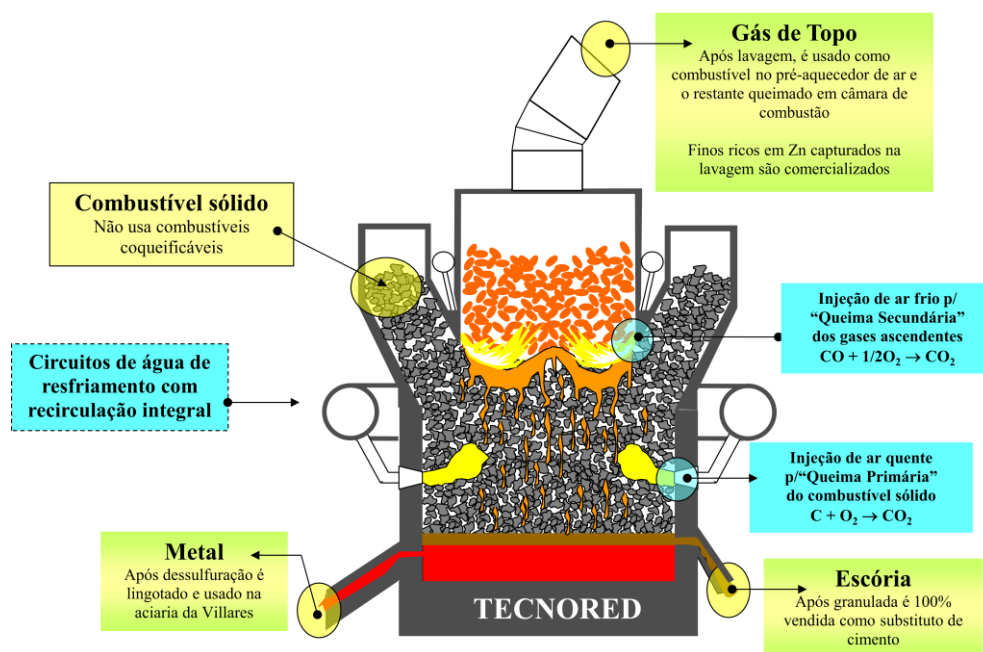 Gás de Topo
Após lavagem, é usado como
combustível no pré-aquecedor de ar e
o restante queimado em câmara de
combustão
Finos ricos em Zn capturados na
lavagem são comercializados
Combustível sólido
Não usa combustíveis
coqueificáveis
Injeção de ar frio p/
“Queima Secundária”
dos gases ascendentes
CO + 1/2O₂ → CO₂
Circuitos de água de
resfriamento com
recirculação integral
Injeção de ar quente
p/“Queima Primária”
do combustível sólido
C + O₂ → CO₂
Metal
Após dessulfuração é
lingotado e usado na
aciaria da Villares
TECNORED
Escória
Após granulada é 100%
vendida como substituto de
cimento